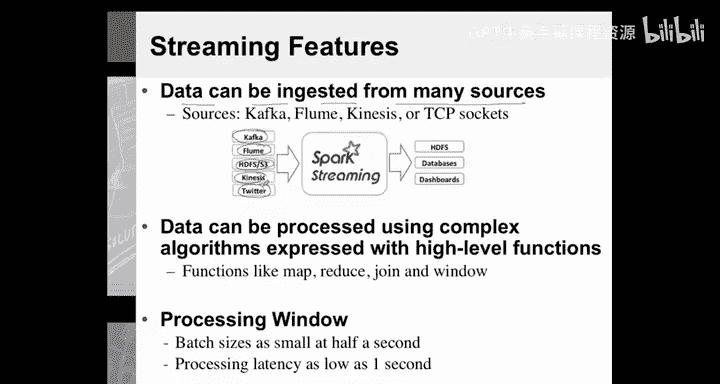 Streaming Features
bilibili
• Data can be ingested from many sources
– Sources: Kafka, Flume, Kinesis, or TCP sockets
Kafka
Flume
HDFS/S3
Kinesis
Twitter
Spark
Streaming
HDFS
Databases
Dashboards
• Data can be processed using complex
algorithms expressed with high-level functions
– Functions like map, reduce, join and window
• Processing Window
- Batch sizes as small at half a second
- Processing latency as low as 1 second